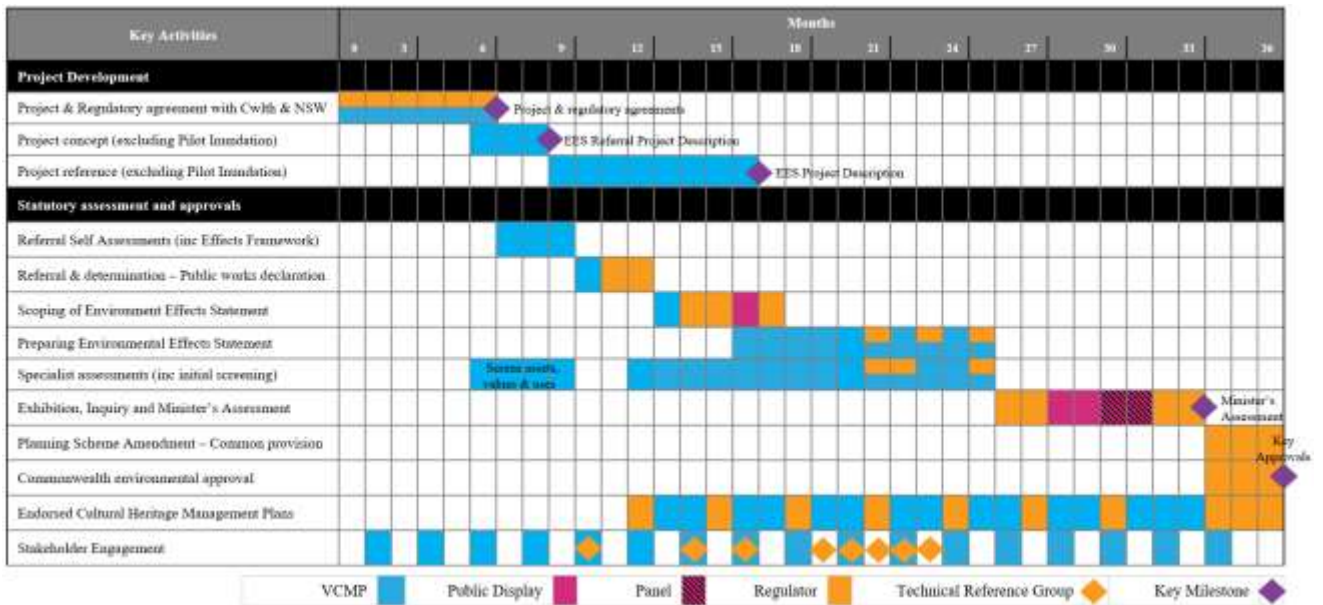 Key Activities
Months
0 3 6 9 12 15 18 21 24 27 30 33 36
Project Development
Project & Regulatory agreement with Cwlth & NSW
Project & regulatory agreements
Project concept (excluding Pilot Inundation)
EES Referral Project Description
Project reference (excluding Pilot Inundation)
EES Project Description
Statutory assessment and approvals
Referral Self Assessments (inc Effects Framework)
Referral & determination – Public works declaration
Scoping of Environment Effects Statement
Preparing Environmental Effects Statement
Specialist assessments (inc initial screening)
Screen assets,
values & uses
Exhibition, Inquiry and Minister's Assessment
Minister's
Assessment
Planning Scheme Amendment – Common provision
Key
Approvals
Commonwealth environmental approval
Endorsed Cultural Heritage Management Plans
Stakeholder Engagement
VCMP Public Display Panel Regulator Technical Reference Group Key Milestone